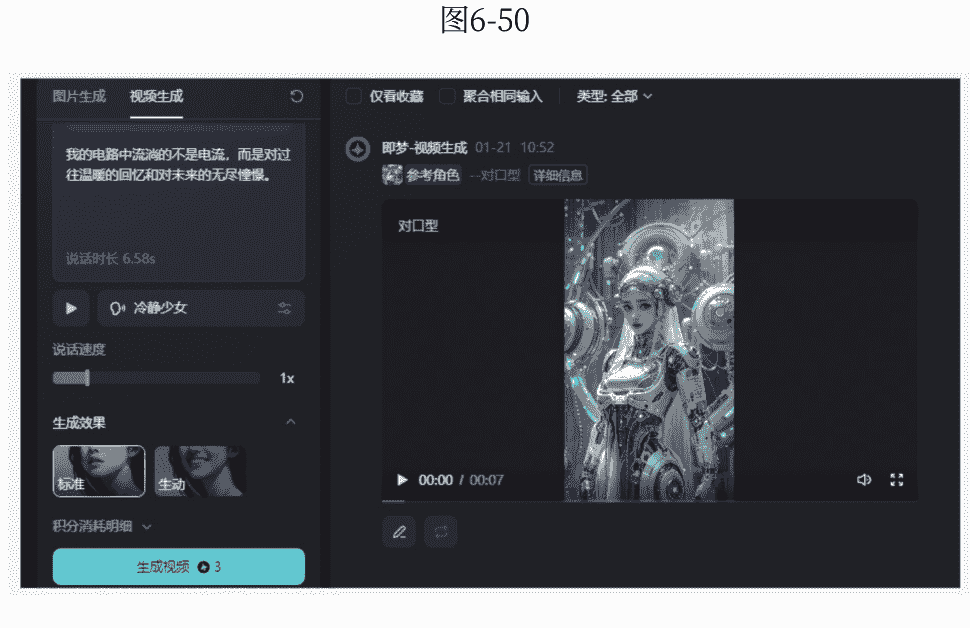 图6-50
图片生成 视频生成
我的电路中流淌的不是电流，而是对过
往温暖的回忆和对未来的无尽憧憬。
说话时长 6.58s
冷静少女
说话速度
1x
生成效果
标准 生动
积分消耗明细
生成视频 3
仅看收藏 聚合相同输入 类型: 全部
即梦-视频生成 01-21 10:52
参考角色 --对口型 详细信息
对口型
00:00 / 00:07